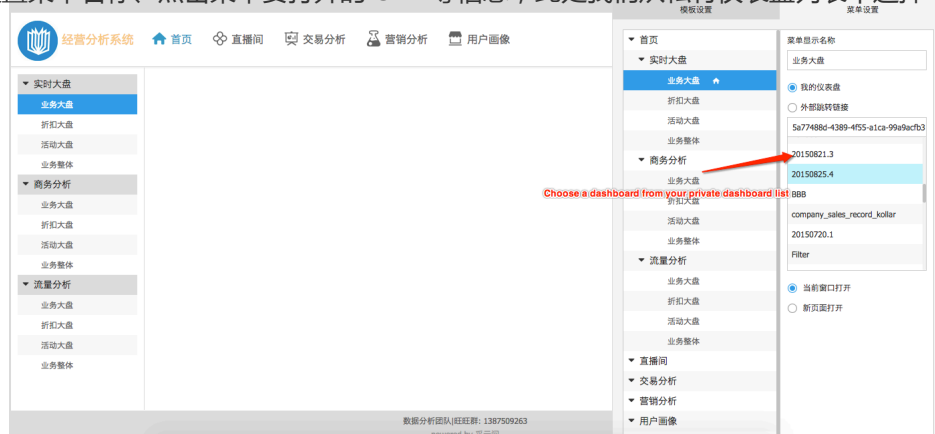 模板设置
菜单设置
经营分析系统
首页
直播间
交易分析
营销分析
用户画像
实时大盘
业务大盘
折扣大盘
活动大盘
业务整体
商务分析
业务大盘
折扣大盘
活动大盘
业务整体
流量分析
业务大盘
折扣大盘
活动大盘
业务整体
数据分析团队|旺旺群: 1387509263
首页
实时大盘
业务大盘
折扣大盘
活动大盘
业务整体
商务分析
业务大盘
折扣大盘
活动大盘
业务整体
流量分析
业务大盘
折扣大盘
活动大盘
业务整体
直播间
交易分析
营销分析
用户画像
Choose a dashboard from your private dashboard list
菜单显示名称
业务大盘
我的仪表盘
外部跳转链接
5a77488d-4389-4f55-a1ca-99a9acfb3
20150821.3
20150825.4
BBB
company_sales_record_kollar
20150720.1
Filter
当前窗口打开
新页面打开